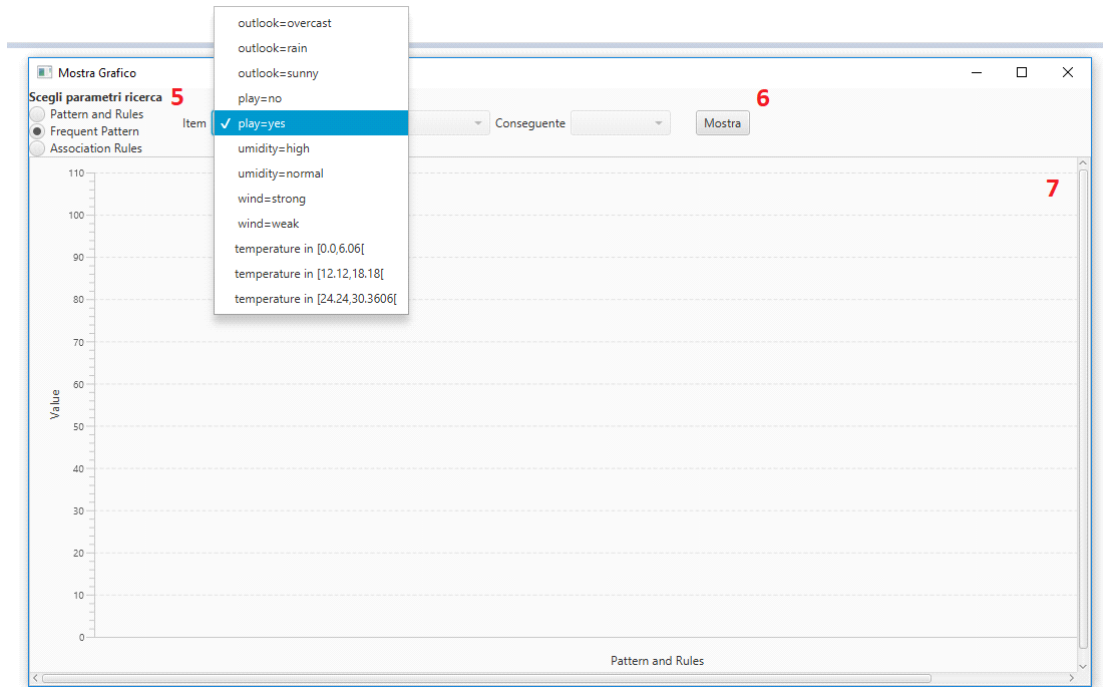 outlook=overcast
outlook=rain
outlook=sunny
play=no
✓ play=yes
umidity=high
umidity=normal
wind=strong
wind=weak
temperature in [0.0,6.06[
temperature in [12.12,18.18[
temperature in [24.24,30.3606[
Mostra Grafico
Scegli parametri ricerca 5
Pattern and Rules
Frequent Pattern
Association Rules
Item
Conseguente
Mostra
6
7
110
100
90
80
70
60
50
40
30
20
10
0
Value
Pattern and Rules